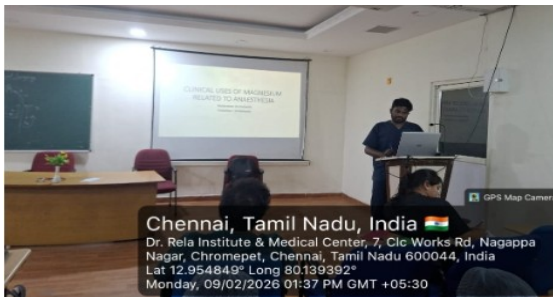 CLINICAL USES OF MAGNESIUM
RELATED TO ANAESTHESIA
GPS Map Camera
Chennai, Tamil Nadu, India
Dr. Rela Institute & Medical Center, 7, Clc Works Rd, Nagappa
Nagar, Chromepet, Chennai, Tamil Nadu 600044, India
Lat 12.954849° Long 80.139392°
Monday, 09/02/2026 01:37 PM GMT +05:30